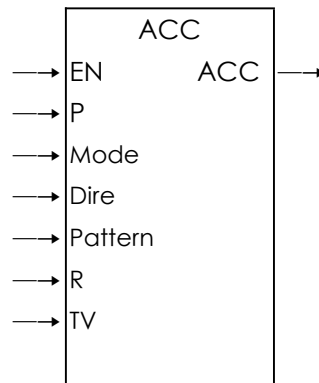 ACC
EN ACC
P
Mode
Dire
Pattern
R
TV